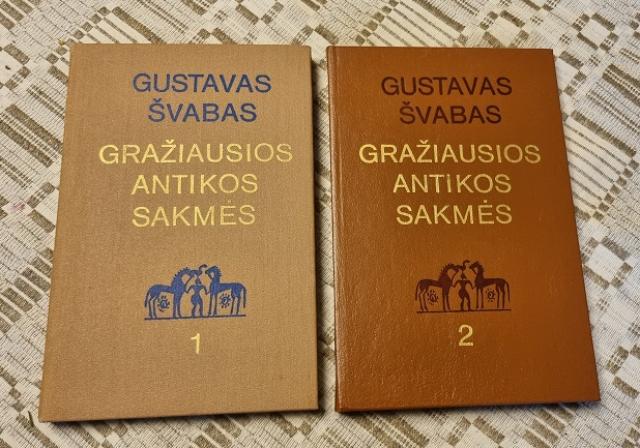 GUSTAVAS
ŠVABAS
GRAŽIAUSIOS
ANTIKOS
SAKMĖS
1
GUSTAVAS
ŠVABAS
GRAŽIAUSIOS
ANTIKOS
SAKMĖS
2